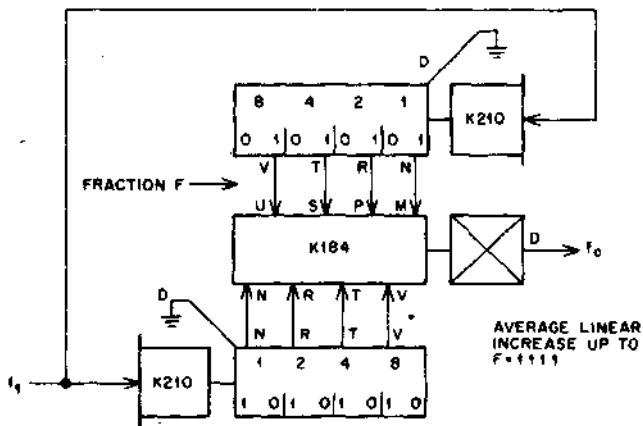 D
8 4 2 1
K210
0 1 0 1 0 1 0 1
V T R N
FRACTION F
U S P M
K184
D
f₀
N R T V
D
N R T V
AVERAGE LINEAR
INCREASE UP TO
F=1111
1 2 4 8
f₁
K210
1 0 1 0 1 0 1 0